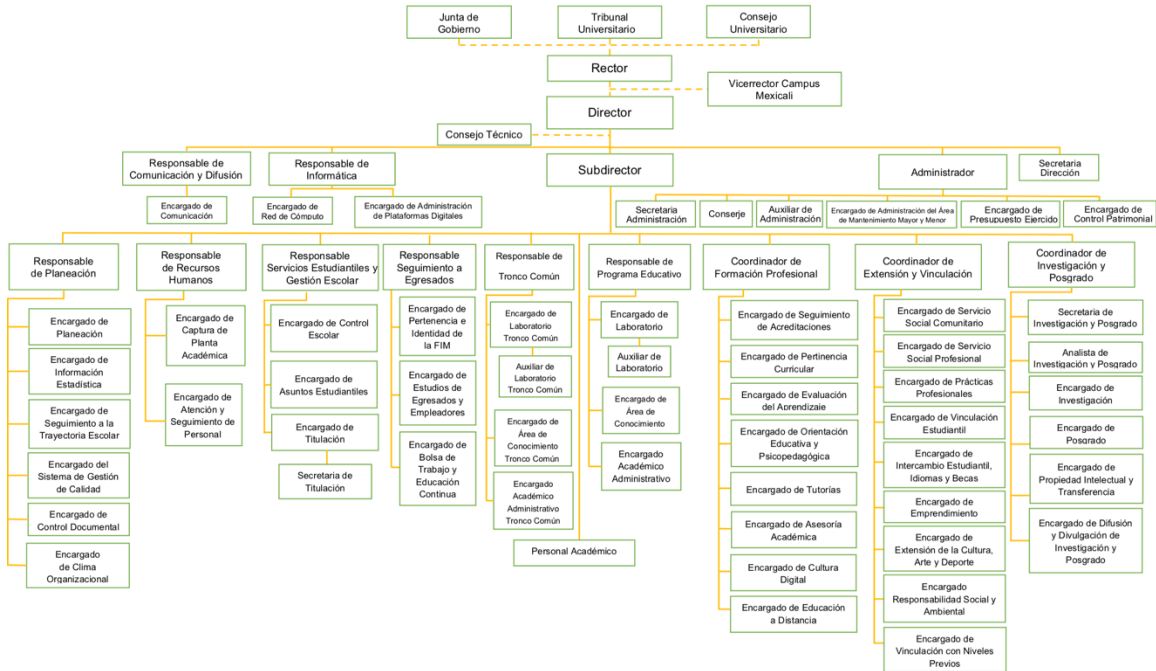 Junta de
Gobierno
Tribunal
Universitario
Consejo
Universitario
Rector
Vicerrector Campus
Mexicali
Director
Consejo Técnico
Responsable de
Comunicación y Difusión
Responsable de
Informática
Subdirector
Administrador
Secretaria
Dirección
Encargado de
Comunicación
Encargado de
Red de Cómputo
Encargado de Administración
de Plataformas Digitales
Secretaria
Administración
Conserje
Auxiliar de
Administración
Encargado de Administración del Área
de Mantenimiento Mayor y Menor
Encargado de
Presupuesto Ejercido
Encargado de
Control Patrimonial
Responsable
de Planeación
Responsable
de Recursos
Humanos
Responsable
Servicios Estudiantiles y
Gestión Escolar
Responsable
Seguimiento a
Egresados
Responsable de
Tronco Común
Responsable de
Programa Educativo
Coordinador de
Formación Profesional
Coordinador de
Extensión y Vinculación
Coordinador de
Investigación y
Posgrado
Encargado de
Planeación
Encargado de
Información
Estadística
Encargado de
Seguimiento a la
Trayectoria Escolar
Encargado del
Sistema de Gestión
de Calidad
Encargado de
Control Documental
Encargado
de Clima
Organizacional
Encargado de
Captura de
Planta
Académica
Encargado de
Atención y
Seguimiento de
Personal
Encargado de Control
Escolar
Encargado de
Asuntos Estudiantiles
Encargado de
Titulación
Secretaria de
Titulación
Encargado de
Pertenencia e
Identidad de
la FIM
Encargado de
Estudios de
Egresados y
Empleadores
Encargado de
Bolsa de
Trabajo y
Educación
Continua
Encargado de
Laboratorio
Tronco Común
Auxiliar de
Laboratorio
Tronco Común
Encargado de
Área de
Conocimiento
Tronco Común
Encargado
Académico
Administrativo
Tronco Común
Personal Académico
Encargado de
Laboratorio
Auxiliar de
Laboratorio
Encargado de
Área de
Conocimiento
Encargado
Académico
Administrativo
Encargado de Seguimiento
de Acreditaciones
Encargado de Pertinencia
Curricular
Encargado de Evaluación
del Aprendizaje
Encargado de Orientación
Educativa y
Psicopedagógica
Encargado de Tutorías
Encargado de Asesoría
Académica
Encargado de Cultura
Digital
Encargado de Educación
a Distancia
Encargado de Servicio
Social Comunitario
Encargado de Servicio
Social Profesional
Encargado de Prácticas
Profesionales
Encargado de Vinculación
Estudiantil
Encargado de
Intercambio Estudiantil,
Idiomas y Becas
Encargado de
Emprendimiento
Encargado de
Extensión de la Cultura,
Arte y Deporte
Encargado
Responsabilidad Social y
Ambiental
Encargado de
Vinculación con Niveles
Previos
Secretaria de
Investigación y Posgrado
Analista de
Investigación y Posgrado
Encargado de
Investigación
Encargado de
Posgrado
Encargado de
Propiedad Intelectual y
Transferencia
Encargado de Difusión
y Divulgación de
Investigación y
Posgrado